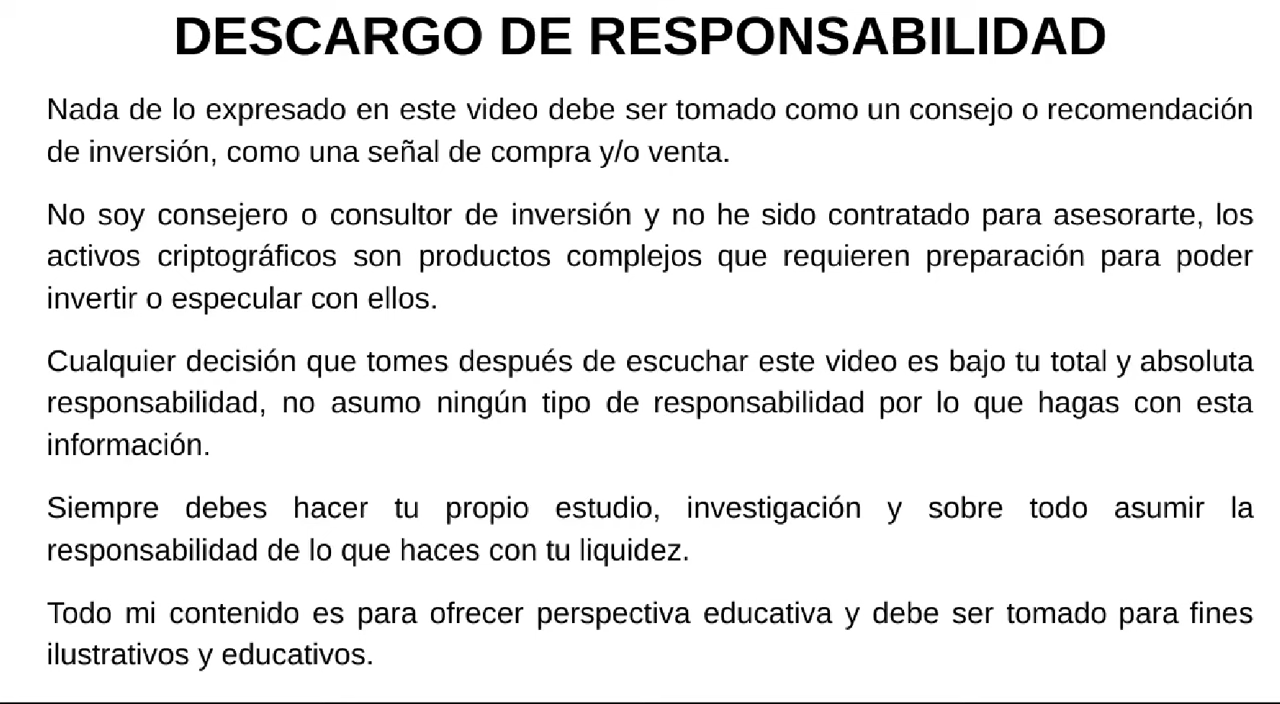 DESCARGO DE RESPONSABILIDAD
Nada de lo expresado en este video debe ser tomado como un consejo o recomendación
de inversión, como una señal de compra y/o venta.
No soy consejero o consultor de inversión y no he sido contratado para asesorarte, los
activos criptográficos son productos complejos que requieren preparación para poder
invertir o especular con ellos.
Cualquier decisión que tomes después de escuchar este video es bajo tu total y absoluta
responsabilidad, no asumo ningún tipo de responsabilidad por lo que hagas con esta
información.
Siempre debes hacer tu propio estudio, investigación y sobre todo asumir la
responsabilidad de lo que haces con tu liquidez.
Todo mi contenido es para ofrecer perspectiva educativa y debe ser tomado para fines
ilustrativos y educativos.